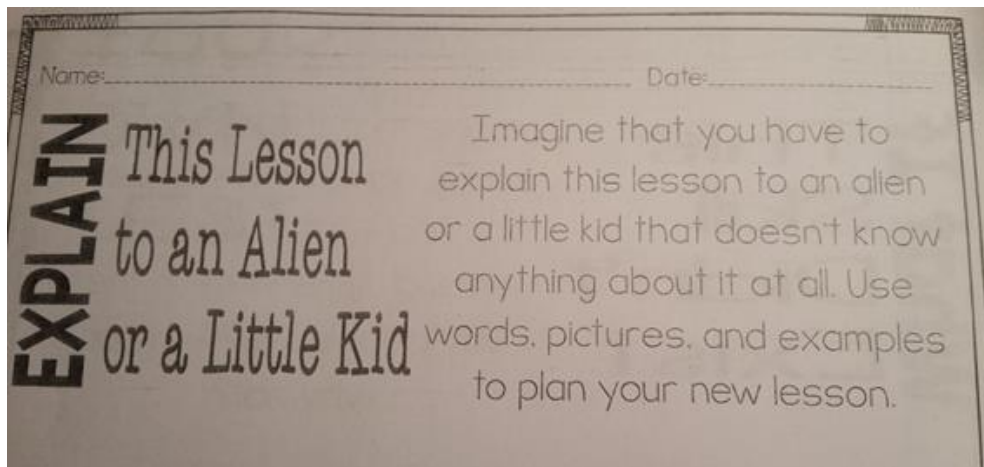 Name:
Date:
EXPLAIN
This Lesson
to an Alien
or a Little Kid
Imagine that you have to
explain this lesson to an alien
or a little kid that doesn't know
anything about it at all. Use
words, pictures, and examples
to plan your new lesson.